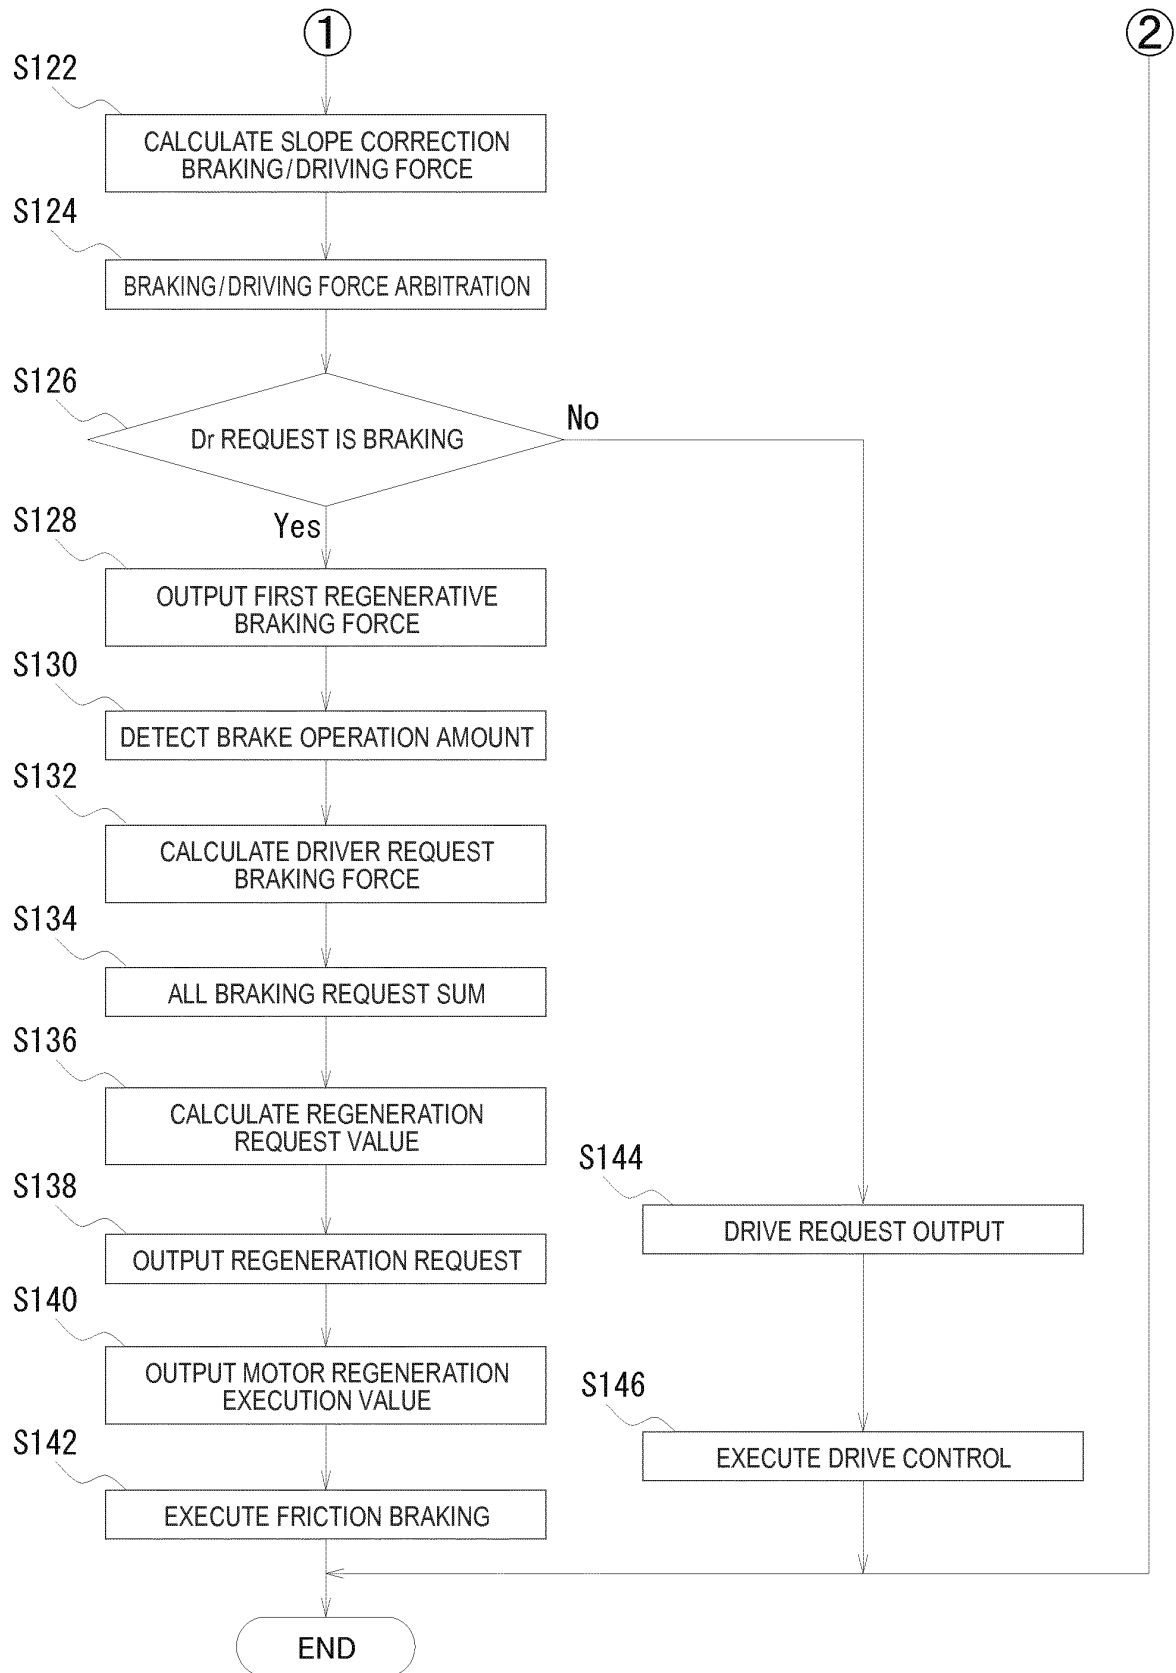 ①
②
S122
CALCULATE SLOPE CORRECTION
BRAKING/DRIVING FORCE
S124
BRAKING/DRIVING FORCE ARBITRATION
S126
Dr REQUEST IS BRAKING
No
Yes
S128
OUTPUT FIRST REGENERATIVE
BRAKING FORCE
S130
DETECT BRAKE OPERATION AMOUNT
S132
CALCULATE DRIVER REQUEST
BRAKING FORCE
S134
ALL BRAKING REQUEST SUM
S136
CALCULATE REGENERATION
REQUEST VALUE
S138
OUTPUT REGENERATION REQUEST
S140
OUTPUT MOTOR REGENERATION
EXECUTION VALUE
S142
EXECUTE FRICTION BRAKING
S144
DRIVE REQUEST OUTPUT
S146
EXECUTE DRIVE CONTROL
END